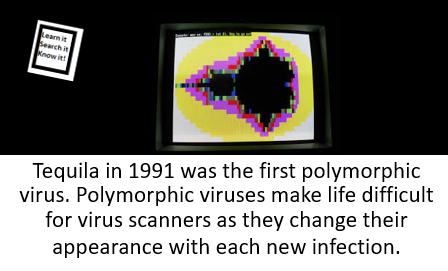 Learn it
Search it
Know it!
Tequila in 1991 was the first polymorphic
virus. Polymorphic viruses make life difficult
for virus scanners as they change their
appearance with each new infection.